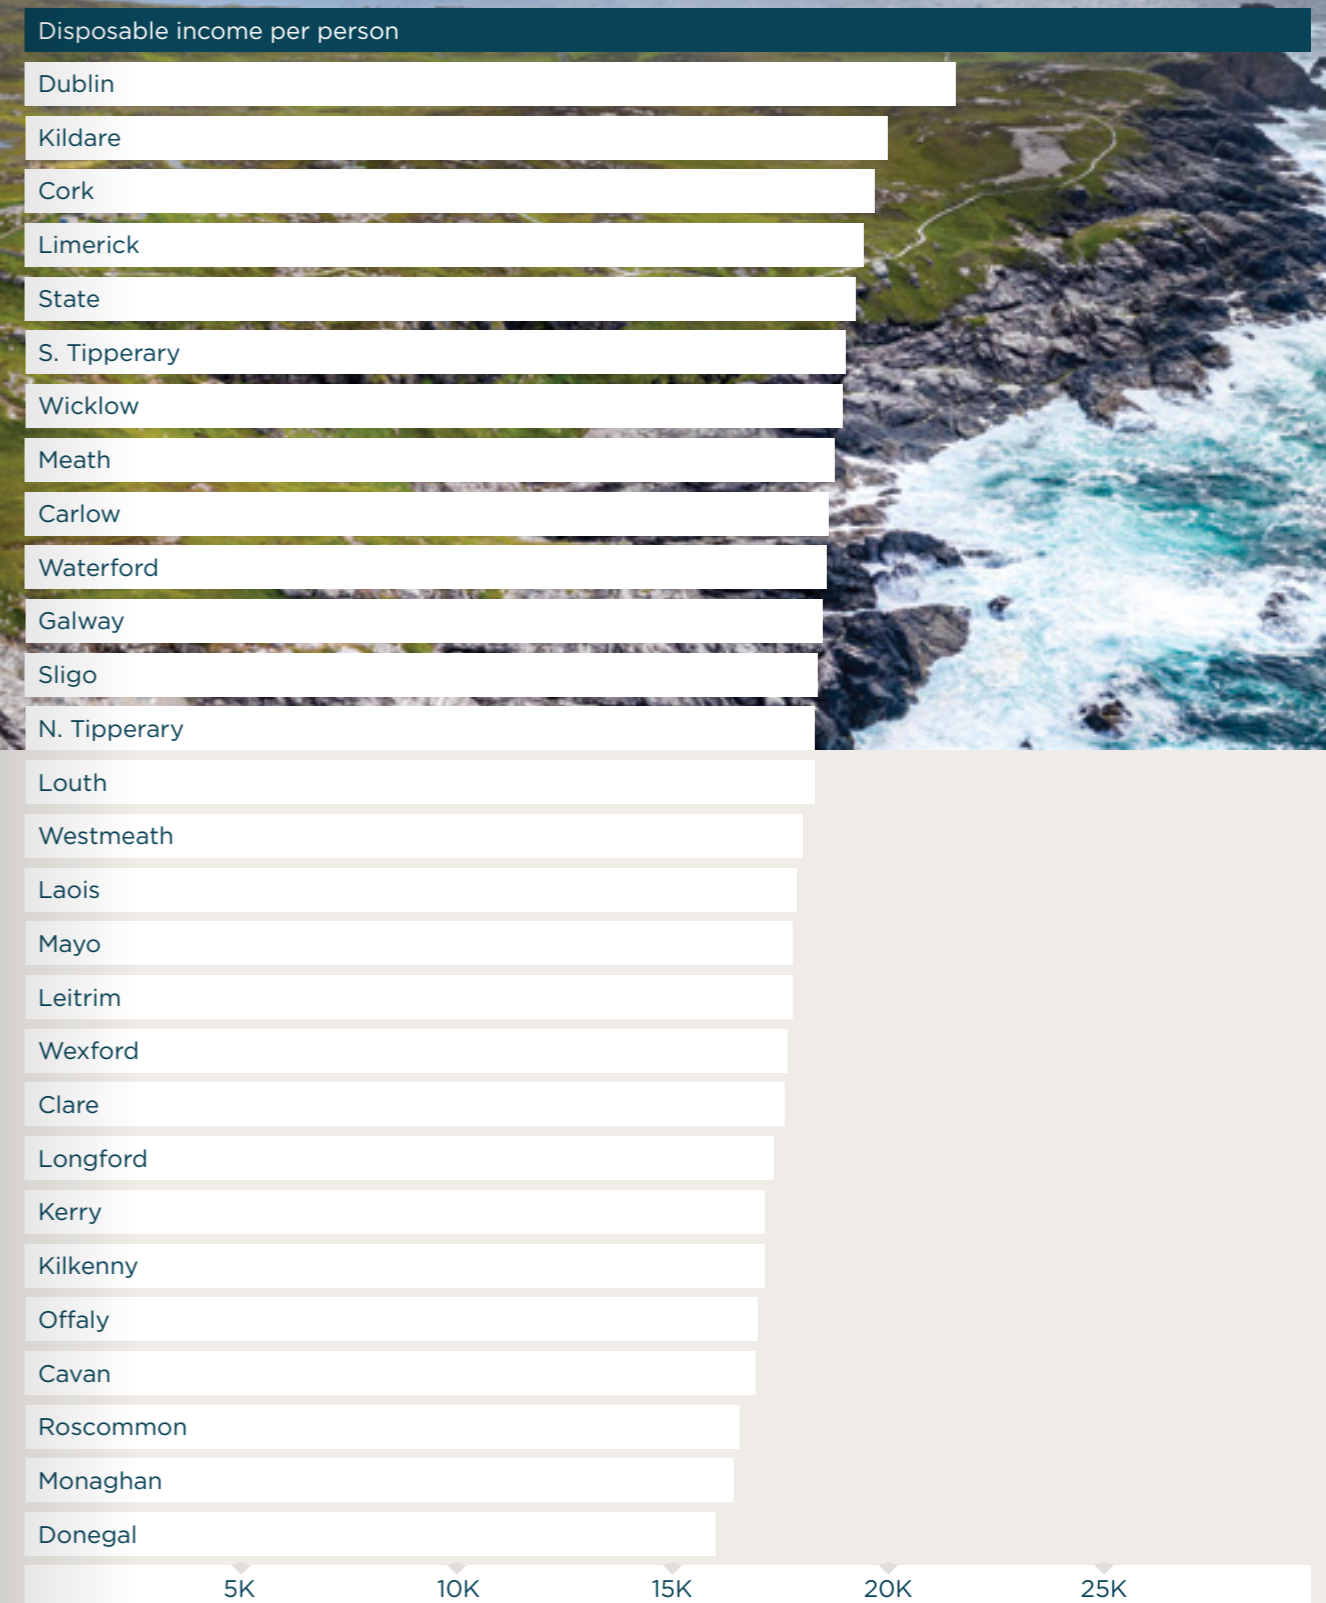 Disposable income per person
Dublin
Kildare
Cork
Limerick
State
S. Tipperary
Wicklow
Meath
Carlow
Waterford
Galway
Sligo
N. Tipperary
Louth
Westmeath
Laois
Mayo
Leitrim
Wexford
Clare
Longford
Kerry
Kilkenny
Offaly
Cavan
Roscommon
Monaghan
Donegal
5K 10K 15K 20K 25K